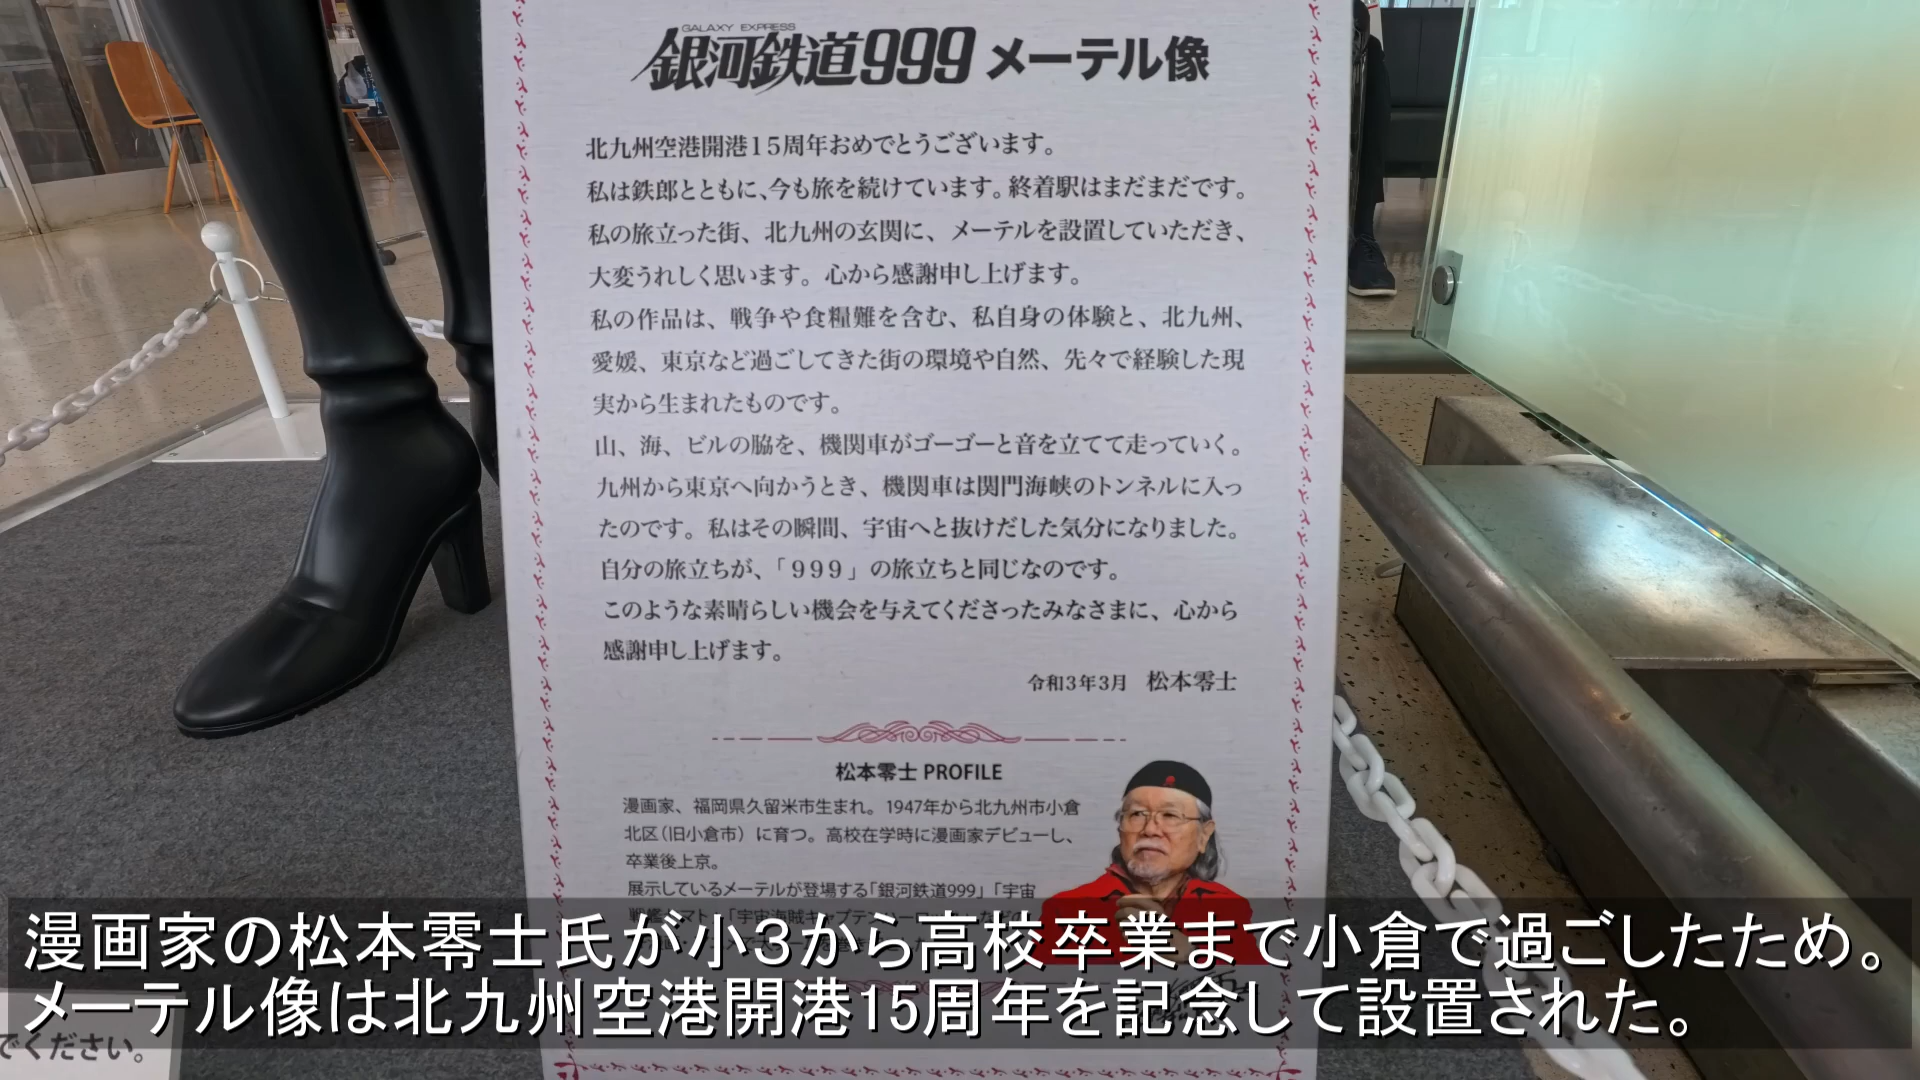 GALAXY EXPRESS
銀河鉄道999 メーテル像
北九州空港開港15周年おめでとうございます。
私は鉄郎とともに、今も旅を続けています。終着駅はまだまだです。
私の旅立った街、北九州の玄関に、メーテルを設置していただき、
大変うれしく思います。心から感謝申し上げます。
私の作品は、戦争や食糧難を含む、私自身の体験と、北九州、
愛媛、東京など過ごしてきた街の環境や自然、先々で経験した現
実から生まれたものです。
山、海、ビルの脇を、機関車がゴーゴーと音を立てて走っていく。
九州から東京へ向かうとき、機関車は関門海峡のトンネルに入っ
たのです。私はその瞬間、宇宙へと抜けだした気分になりました。
自分の旅立ちが、「999」の旅立ちと同じなのです。
このような素晴らしい機会を与えてくださったみなさまに、心から
感謝申し上げます。
令和3年3月 松本零士
松本零士 PROFILE
漫画家、福岡県久留米市生まれ。1947年から北九州市小倉
北区(旧小倉市)に育つ。高校在学時に漫画家デビューし、
卒業後上京。
展示しているメーテルが登場する「銀河鉄道999」「宇宙
漫画家の松本零士氏が小3から高校卒業まで小倉で過ごしたため。
メーテル像は北九州空港開港15周年を記念して設置された。
でください。